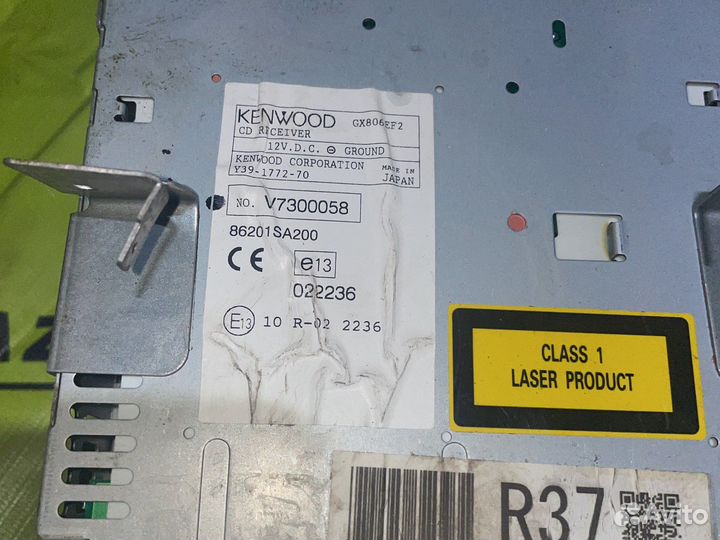 KENWOOD GX806EF2
CD RECEIVER
12V.D.C. ⊖ GROUND
KENWOOD CORPORATION MADE IN
Y39-1772-70 JAPAN
NO. V7300058
86201SA200
CE e13
022236
E13 10 R-02 2236
CLASS 1
LASER PRODUCT
R37
Avito